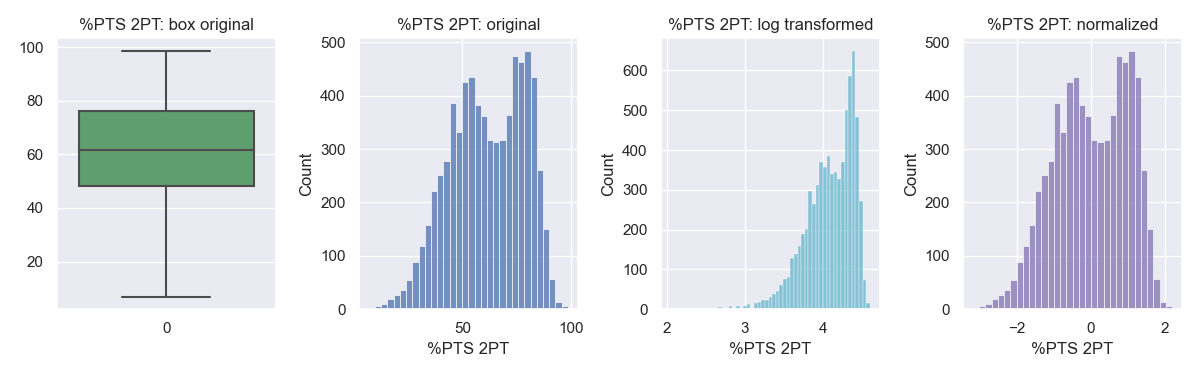 %PTS 2PT: box original
100
80
60
40
20
0
%PTS 2PT: original
500
400
300
200
100
0
Count
50 100
%PTS 2PT
%PTS 2PT: log transformed
600
500
400
300
200
100
0
Count
2 3 4
%PTS 2PT
%PTS 2PT: normalized
500
400
300
200
100
0
Count
−2 0 2
%PTS 2PT